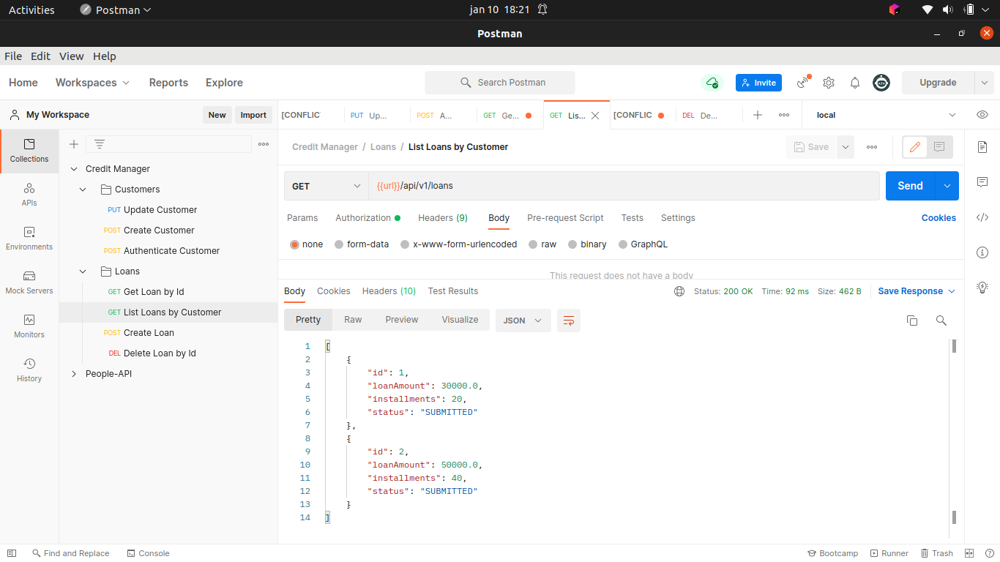 Activities Postman jan 10 18:21
Postman
File Edit View Help
Home Workspaces Reports Explore Search Postman Invite Upgrade
My Workspace New Import [CONFLIC PUT Up... POST A... GET Ge... GET Lis... [CONFLIC DEL De... local
Collections
APIs
Environments
Mock Servers
Monitors
History
Credit Manager
Customers
PUT Update Customer
POST Create Customer
POST Authenticate Customer
Loans
GET Get Loan by Id
GET List Loans by Customer
POST Create Loan
DEL Delete Loan by Id
People-API
Credit Manager / Loans / List Loans by Customer Save
GET {{url}}/api/v1/loans Send
Params Authorization Headers (9) Body Pre-request Script Tests Settings Cookies
none form-data x-www-form-urlencoded raw binary GraphQL
This request does not have a body
Body Cookies Headers (10) Test Results Status: 200 OK Time: 92 ms Size: 462 B Save Response
Pretty Raw Preview Visualize JSON
1 [
2 {
3 "id": 1,
4 "loanAmount": 30000.0,
5 "installments": 20,
6 "status": "SUBMITTED"
7 },
8 {
9 "id": 2,
10 "loanAmount": 50000.0,
11 "installments": 40,
12 "status": "SUBMITTED"
13 }
14 ]
Find and Replace Console Bootcamp Runner Trash